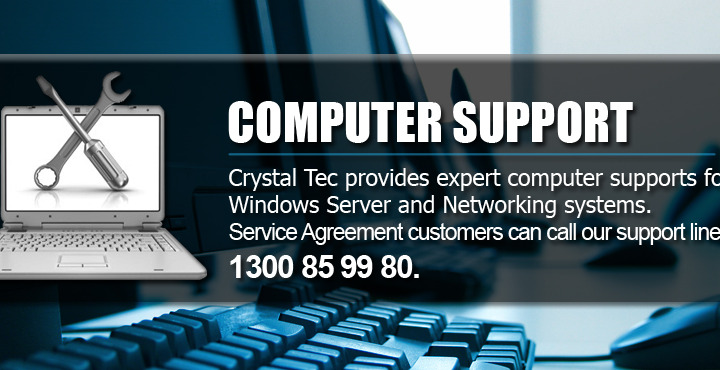 COMPUTER SUPPORT
Crystal Tec provides expert computer supports fo
Windows Server and Networking systems.
Service Agreement customers can call our support line
1300 85 99 80.